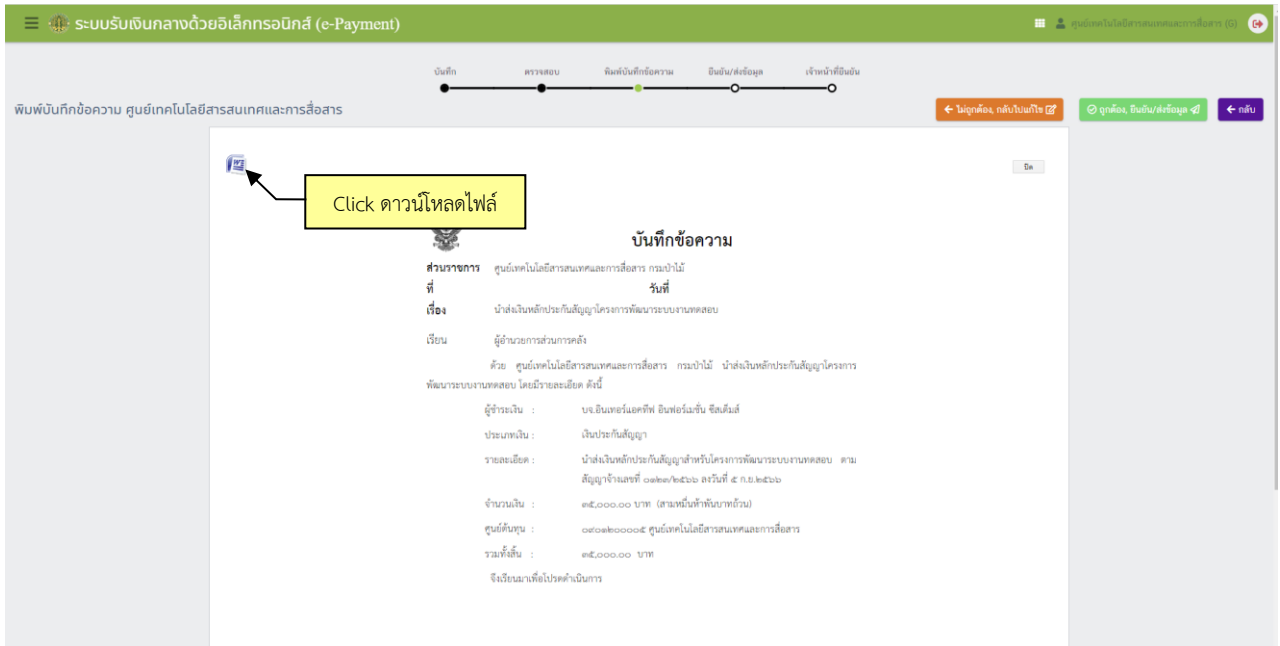 ระบบรับเงินกลางด้วยอิเล็กทรอนิกส์ (e-Payment)
ศูนย์เทคโนโลยีสารสนเทศและการสื่อสาร (G)
บันทึก ตรวจสอบ พิมพ์บันทึกข้อความ ยืนยัน/ส่งข้อมูล เจ้าหน้าที่ยืนยัน
พิมพ์บันทึกข้อความ ศูนย์เทคโนโลยีสารสนเทศและการสื่อสาร
ไม่ถูกต้อง, กลับไปแก้ไข ถูกต้อง, ยืนยัน/ส่งข้อมูล กลับ
ปิด
Click ดาวน์โหลดไฟล์
บันทึกข้อความ
ส่วนราชการ ศูนย์เทคโนโลยีสารสนเทศและการสื่อสาร กรมป่าไม้
ที่ วันที่
เรื่อง นำส่งเงินหลักประกันสัญญาโครงการพัฒนาระบบงานทดสอบ
เรียน ผู้อำนวยการส่วนการคลัง
ด้วย ศูนย์เทคโนโลยีสารสนเทศและการสื่อสาร กรมป่าไม้ นำส่งเงินหลักประกันสัญญาโครงการ
พัฒนาระบบงานทดสอบ โดยมีรายละเอียด ดังนี้
ผู้ชำระเงิน : บจ.อินเทอร์แอคทีฟ อินฟอร์เมชั่น ซีสเต็มส์
ประเภทเงิน : เงินประกันสัญญา
รายละเอียด : นำส่งเงินหลักประกันสัญญาสำหรับโครงการพัฒนาระบบงานทดสอบ ตาม
สัญญาจ้างเลขที่ ๐๑๒๓/๒๕๖๖ ลงวันที่ ๕ ก.ย.๒๕๖๖
จำนวนเงิน : ๓๕,๐๐๐.๐๐ บาท (สามหมื่นห้าพันบาทถ้วน)
ศูนย์ต้นทุน : ๐๙๐๑๒๐๐๐๐๕ ศูนย์เทคโนโลยีสารสนเทศและการสื่อสาร
รวมทั้งสิ้น : ๓๕,๐๐๐.๐๐ บาท
จึงเรียนมาเพื่อโปรดดำเนินการ